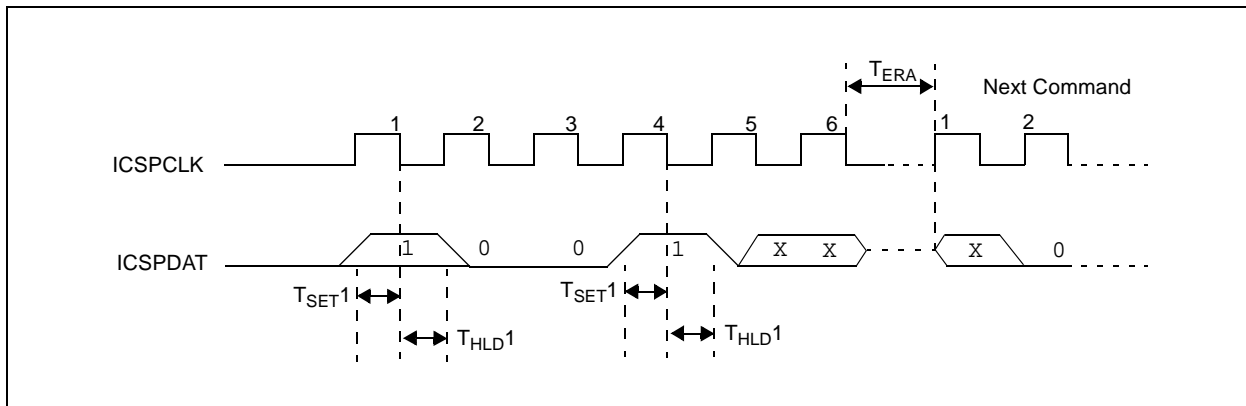 TERA
Next Command
1 2 3 4 5 6 1 2
ICSPCLK
ICSPDAT 1 0 0 1 X X X 0
TSET1 TSET1
THLD1 THLD1